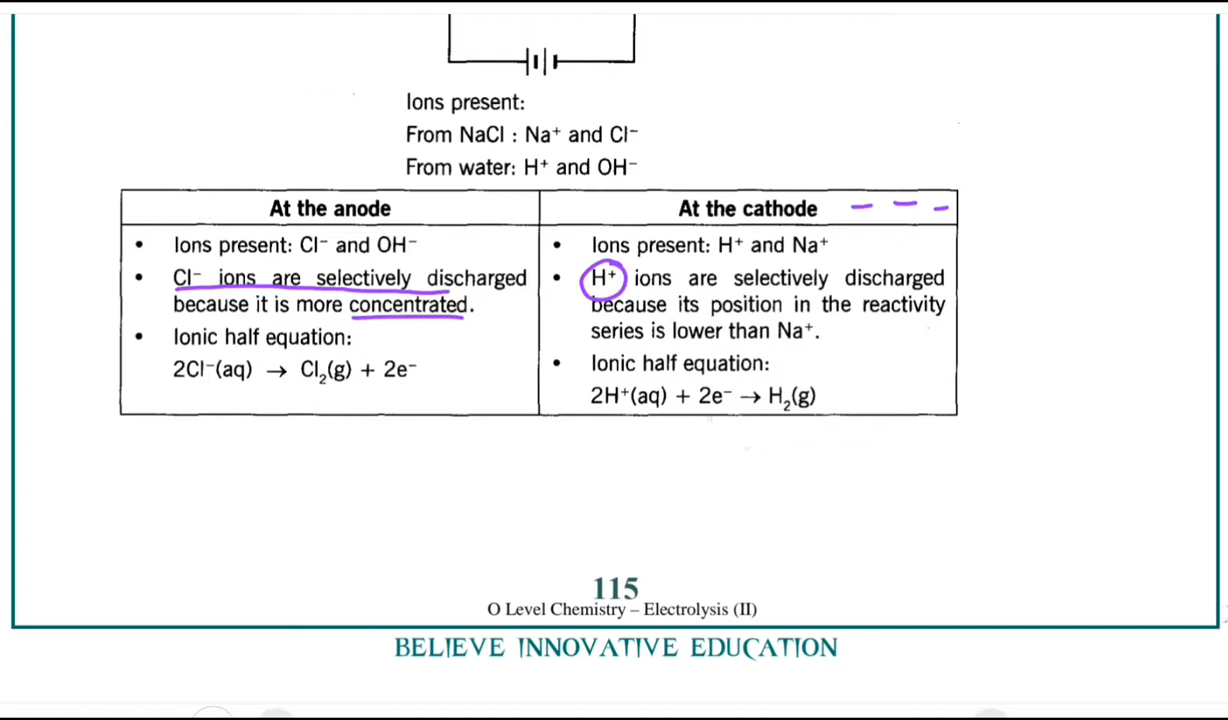 Ions present:
From NaCl : Na⁺ and Cl⁻
From water: H⁺ and OH⁻
At the anode
• Ions present: Cl⁻ and OH⁻
• Cl⁻ ions are selectively discharged
because it is more concentrated.
• Ionic half equation:
2Cl⁻(aq) → Cl₂(g) + 2e⁻
At the cathode
• Ions present: H⁺ and Na⁺
• H⁺ ions are selectively discharged
because its position in the reactivity
series is lower than Na⁺.
• Ionic half equation:
2H⁺(aq) + 2e⁻ → H₂(g)
115
O Level Chemistry – Electrolysis (II)
BELIEVE INNOVATIVE EDUCATION